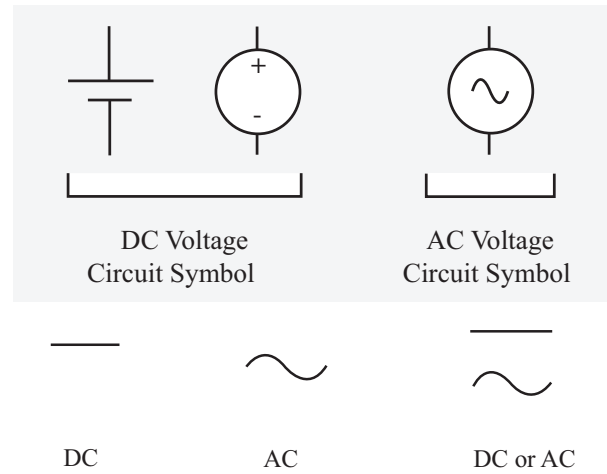 +
-
DC Voltage
Circuit Symbol
AC Voltage
Circuit Symbol
DC
AC
DC or AC